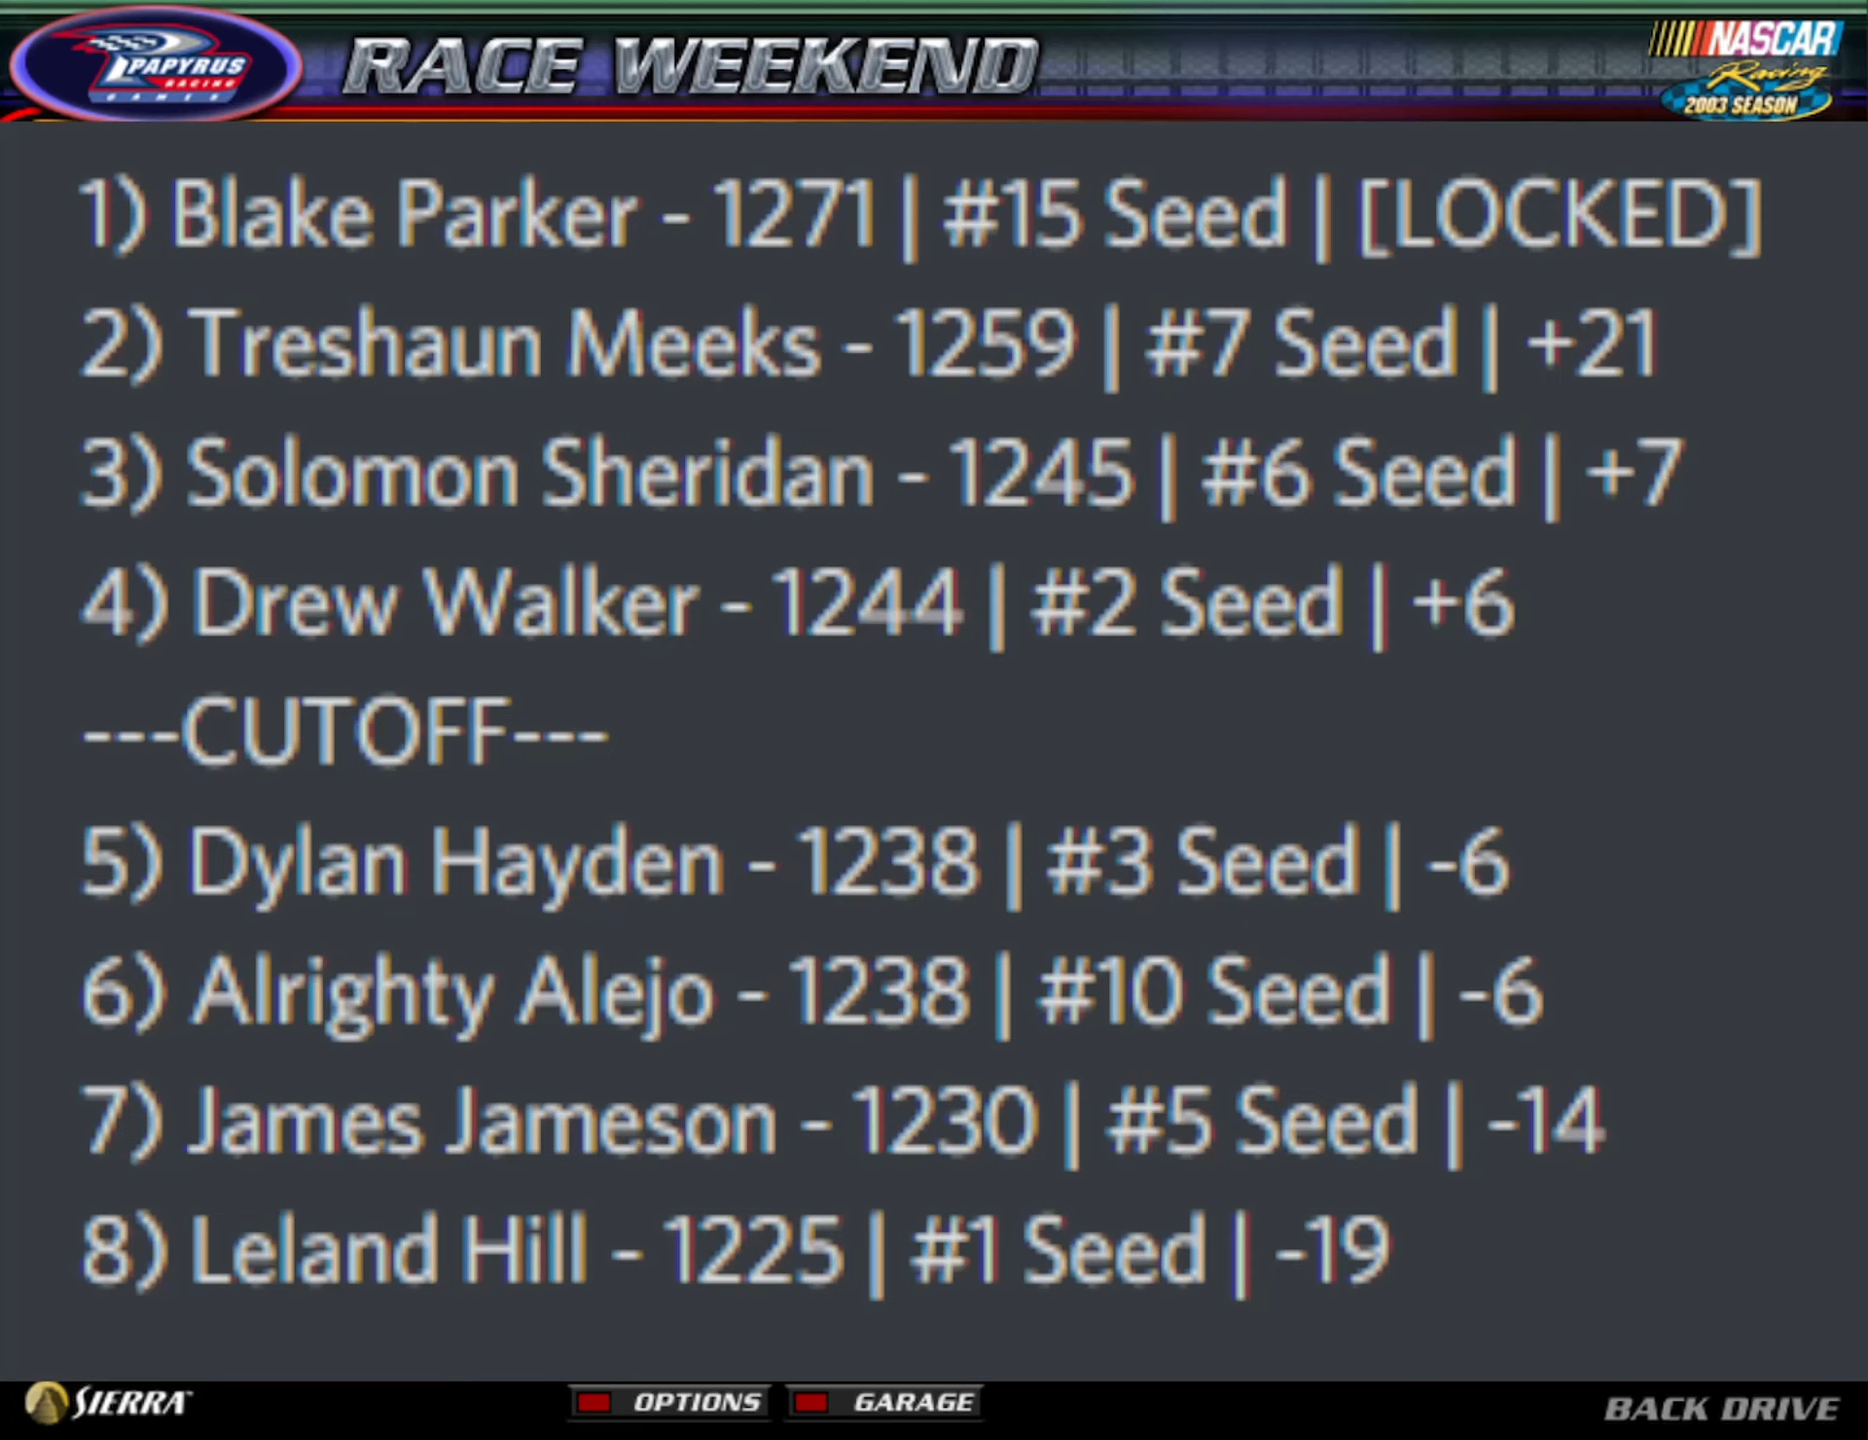 PAPYRUS
RACING
GAMES
RACE WEEKEND
NASCAR
Racing
2003 SEASON
1) Blake Parker - 1271 | #15 Seed | [LOCKED]
2) Treshaun Meeks - 1259 | #7 Seed | +21
3) Solomon Sheridan - 1245 | #6 Seed | +7
4) Drew Walker - 1244 | #2 Seed | +6
---CUTOFF---
5) Dylan Hayden - 1238 | #3 Seed | -6
6) Alrighty Alejo - 1238 | #10 Seed | -6
7) James Jameson - 1230 | #5 Seed | -14
8) Leland Hill - 1225 | #1 Seed | -19
SIERRA
OPTIONS
GARAGE
BACK DRIVE